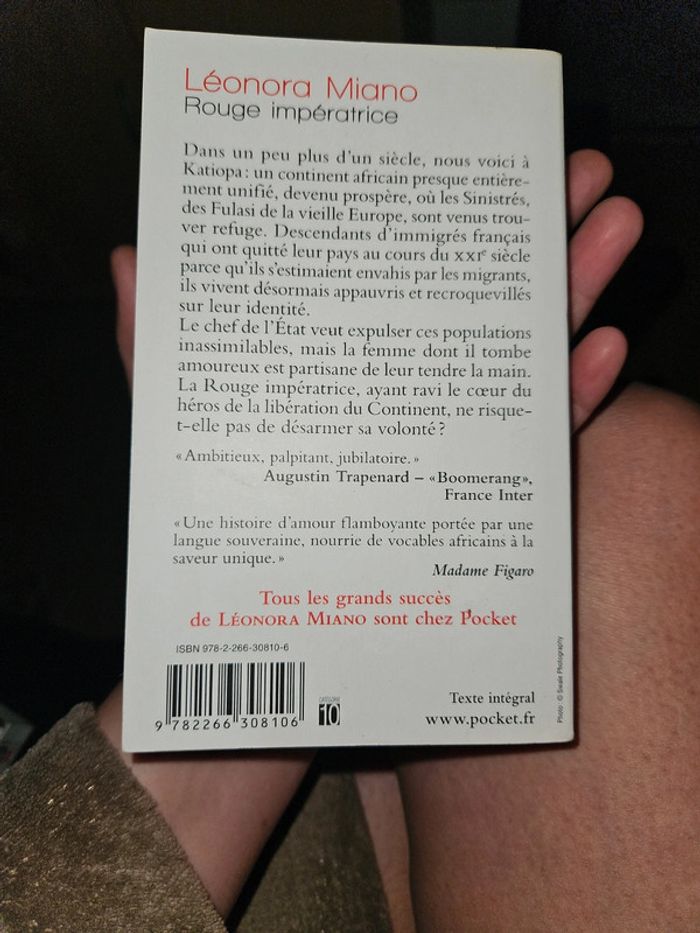 Léonora Miano
Rouge impératrice
Dans un peu plus d'un siècle, nous voici à
Katiopa : un continent africain presque entière-
ment unifié, devenu prospère, où les Sinistrés,
des Fulasi de la vieille Europe, sont venus trou-
ver refuge. Descendants d'immigrés français
qui ont quitté leur pays au cours du XXIe siècle
parce qu'ils s'estimaient envahis par les migrants,
ils vivent désormais appauvris et recroquevillés
sur leur identité.
Le chef de l'État veut expulser ces populations
inassimilables, mais la femme dont il tombe
amoureux est partisane de leur tendre la main.
La Rouge impératrice, ayant ravi le cœur du
héros de la libération du Continent, ne risque-
t-elle pas de désarmer sa volonté ?
« Ambitieux, palpitant, jubilatoire. »
Augustin Trapenard – « Boomerang »,
France Inter
« Une histoire d'amour flamboyante portée par une
langue souveraine, nourrie de vocables africains à la
saveur unique. »
Madame Figaro
Tous les grands succès
de LÉONORA MIANO sont chez Pocket
ISBN 978-2-266-30810-6
9 782266 308106
CATÉGORIE
10
Texte intégral
www.pocket.fr
Photo : © Swale Photography